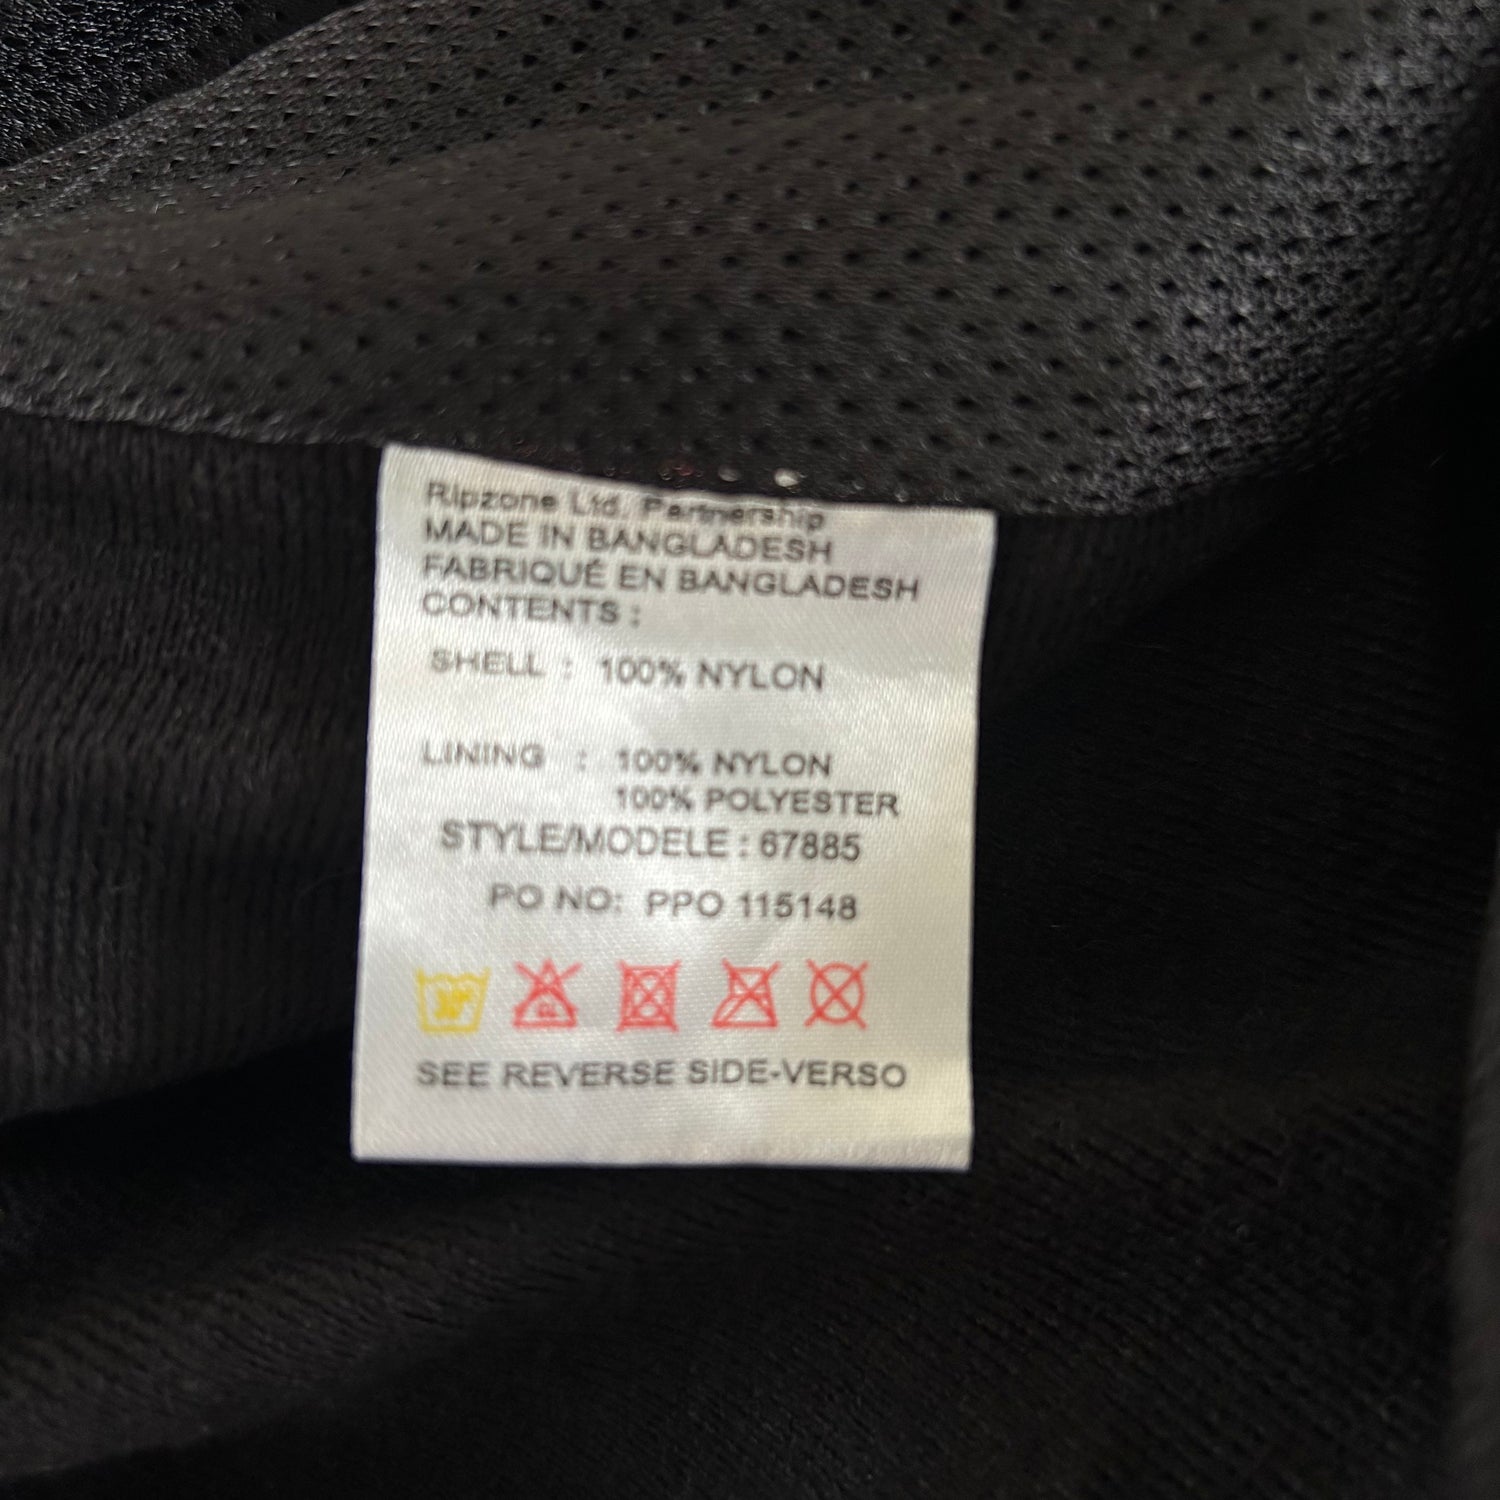 Ripzone Ltd. Partnership
MADE IN BANGLADESH
FABRIQUÉ EN BANGLADESH
CONTENTS :
SHELL : 100% NYLON
LINING : 100% NYLON
100% POLYESTER
STYLE/MODELE : 67885
PO NO: PPO 115148
SEE REVERSE SIDE-VERSO